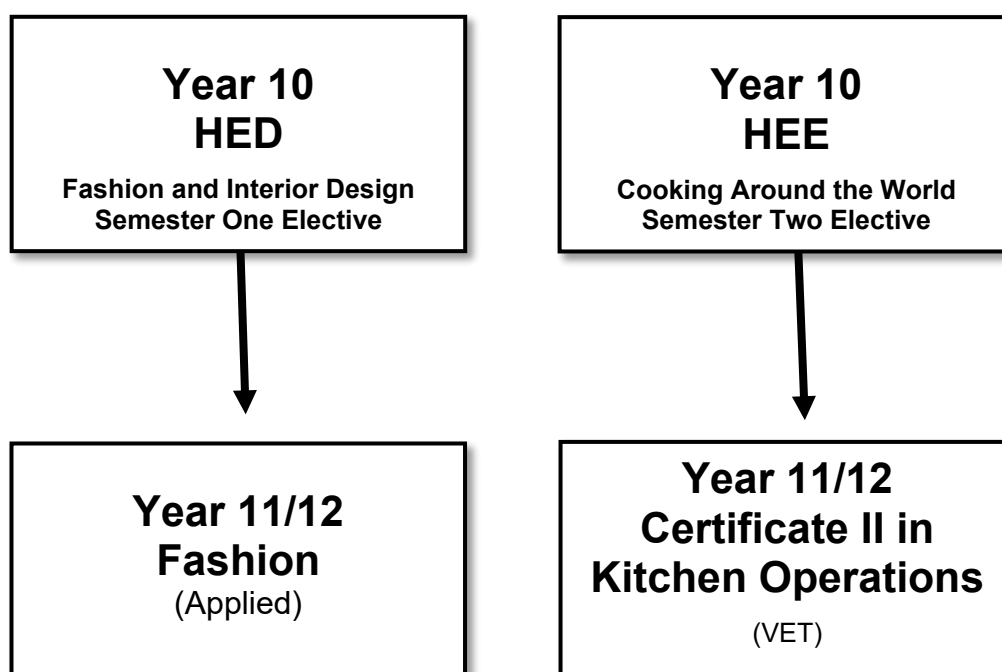 Year 10
HED
Fashion and Interior Design
Semester One Elective
Year 10
HEE
Cooking Around the World
Semester Two Elective
Year 11/12
Fashion
(Applied)
Year 11/12
Certificate II in
Kitchen Operations
(VET)